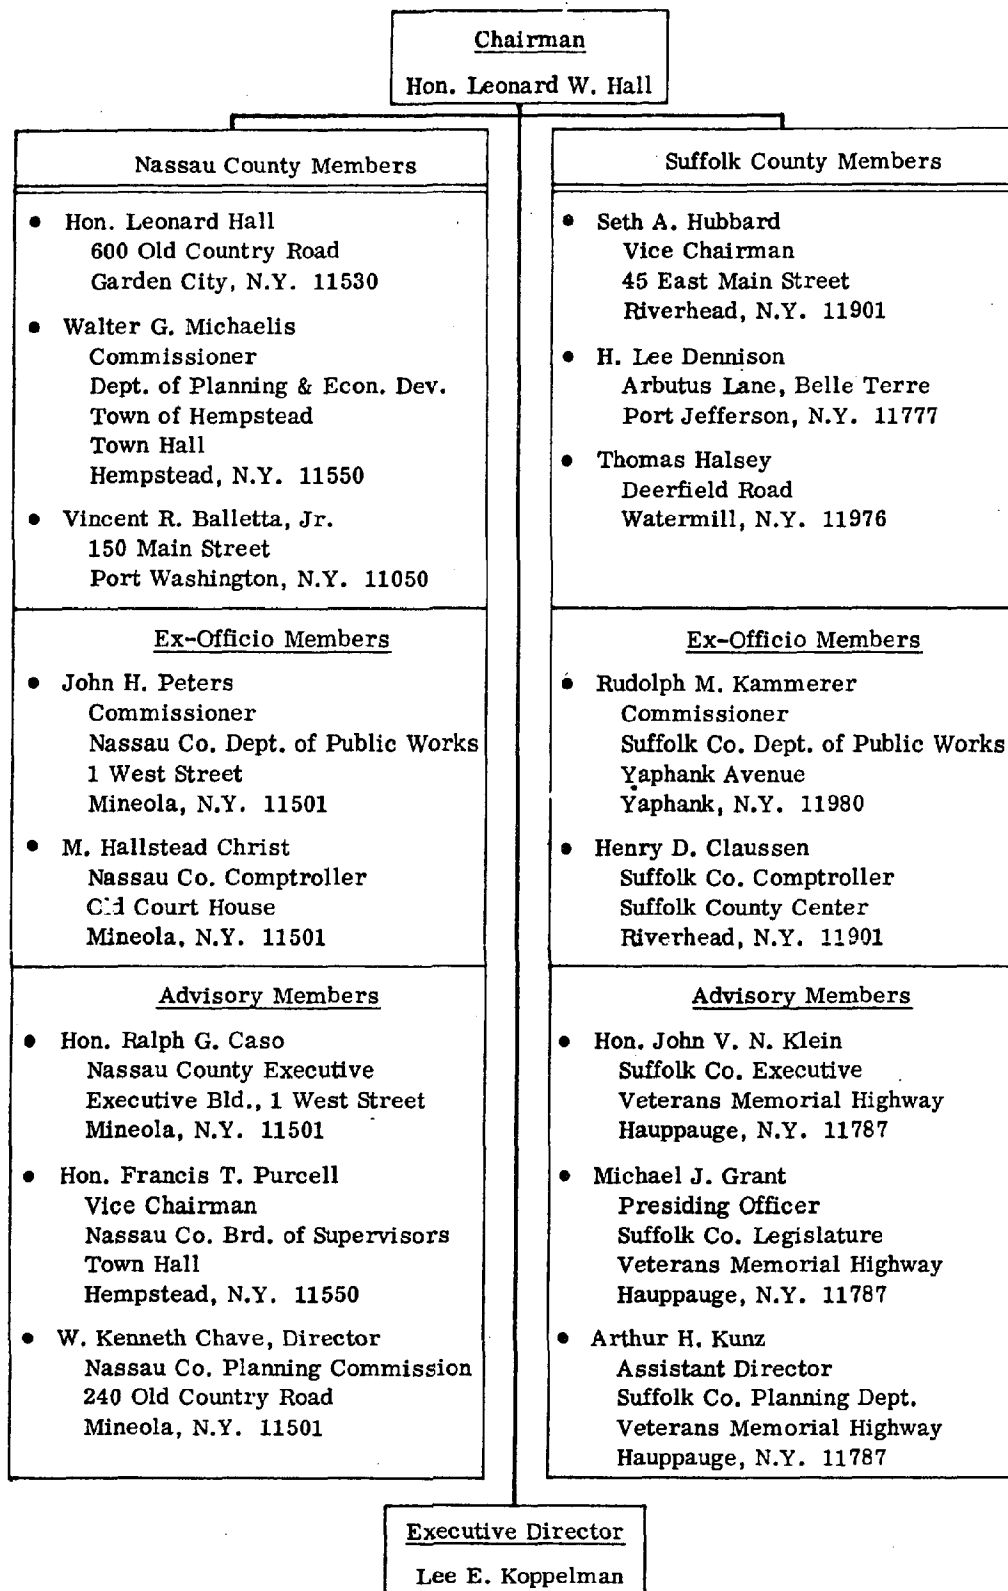 Chairman
Hon. Leonard W. Hall
Nassau County Members
• Hon. Leonard Hall
600 Old Country Road
Garden City, N.Y. 11530
• Walter G. Michaelis
Commissioner
Dept. of Planning & Econ. Dev.
Town of Hempstead
Town Hall
Hempstead, N.Y. 11550
• Vincent R. Balletta, Jr.
150 Main Street
Port Washington, N.Y. 11050
Ex-Officio Members
• John H. Peters
Commissioner
Nassau Co. Dept. of Public Works
1 West Street
Mineola, N.Y. 11501
• M. Hallstead Christ
Nassau Co. Comptroller
Old Court House
Mineola, N.Y. 11501
Advisory Members
• Hon. Ralph G. Caso
Nassau County Executive
Executive Bld., 1 West Street
Mineola, N.Y. 11501
• Hon. Francis T. Purcell
Vice Chairman
Nassau Co. Brd. of Supervisors
Town Hall
Hempstead, N.Y. 11550
• W. Kenneth Chave, Director
Nassau Co. Planning Commission
240 Old Country Road
Mineola, N.Y. 11501
Suffolk County Members
• Seth A. Hubbard
Vice Chairman
45 East Main Street
Riverhead, N.Y. 11901
• H. Lee Dennison
Arbutus Lane, Belle Terre
Port Jefferson, N.Y. 11777
• Thomas Halsey
Deerfield Road
Watermill, N.Y. 11976
Ex-Officio Members
• Rudolph M. Kammerer
Commissioner
Suffolk Co. Dept. of Public Works
Yaphank Avenue
Yaphank, N.Y. 11980
• Henry D. Claussen
Suffolk Co. Comptroller
Suffolk County Center
Riverhead, N.Y. 11901
Advisory Members
• Hon. John V. N. Klein
Suffolk Co. Executive
Veterans Memorial Highway
Hauppauge, N.Y. 11787
• Michael J. Grant
Presiding Officer
Suffolk Co. Legislature
Veterans Memorial Highway
Hauppauge, N.Y. 11787
• Arthur H. Kunz
Assistant Director
Suffolk Co. Planning Dept.
Veterans Memorial Highway
Hauppauge, N.Y. 11787
Executive Director
Lee E. Koppelman